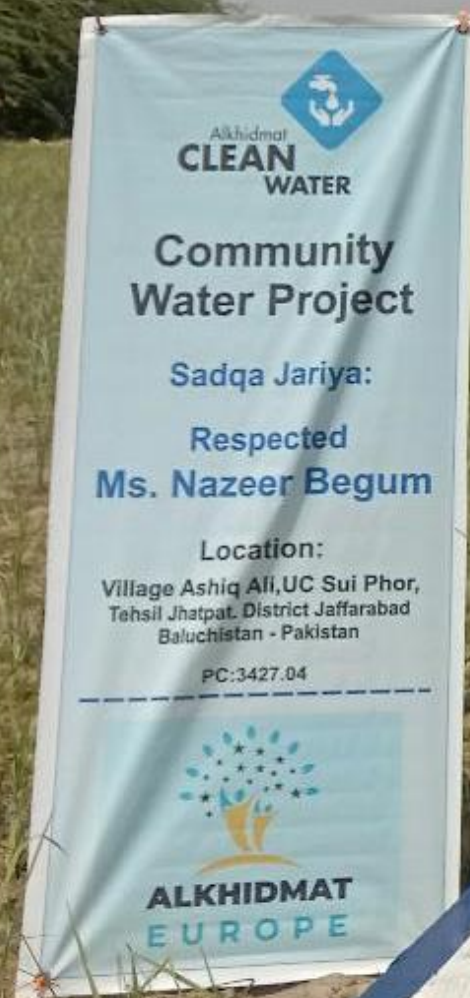 Alkhidmat
CLEAN
WATER
Community
Water Project
Sadqa Jariya:
Respected
Ms. Nazeer Begum
Location:
Village Ashiq Ali,UC Sui Phor,
Tehsil Jhatpat. District Jaffarabad
Baluchistan - Pakistan
PC:3427.04
ALKHIDMAT
EUROPE